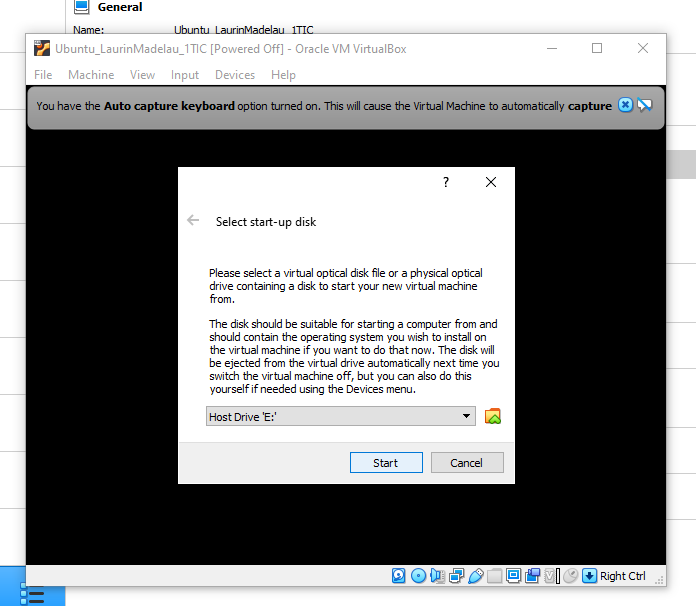 General
Name: Ubuntu_LaurinMadelau_1TIC
Ubuntu_LaurinMadelau_1TIC [Powered Off] - Oracle VM VirtualBox
File Machine View Input Devices Help
You have the Auto capture keyboard option turned on. This will cause the Virtual Machine to automatically capture
?
Select start-up disk
Please select a virtual optical disk file or a physical optical
drive containing a disk to start your new virtual machine
from.
The disk should be suitable for starting a computer from and
should contain the operating system you wish to install on
the virtual machine if you want to do that now. The disk will
be ejected from the virtual drive automatically next time you
switch the virtual machine off, but you can also do this
yourself if needed using the Devices menu.
Host Drive 'E:'
Start Cancel
Right Ctrl